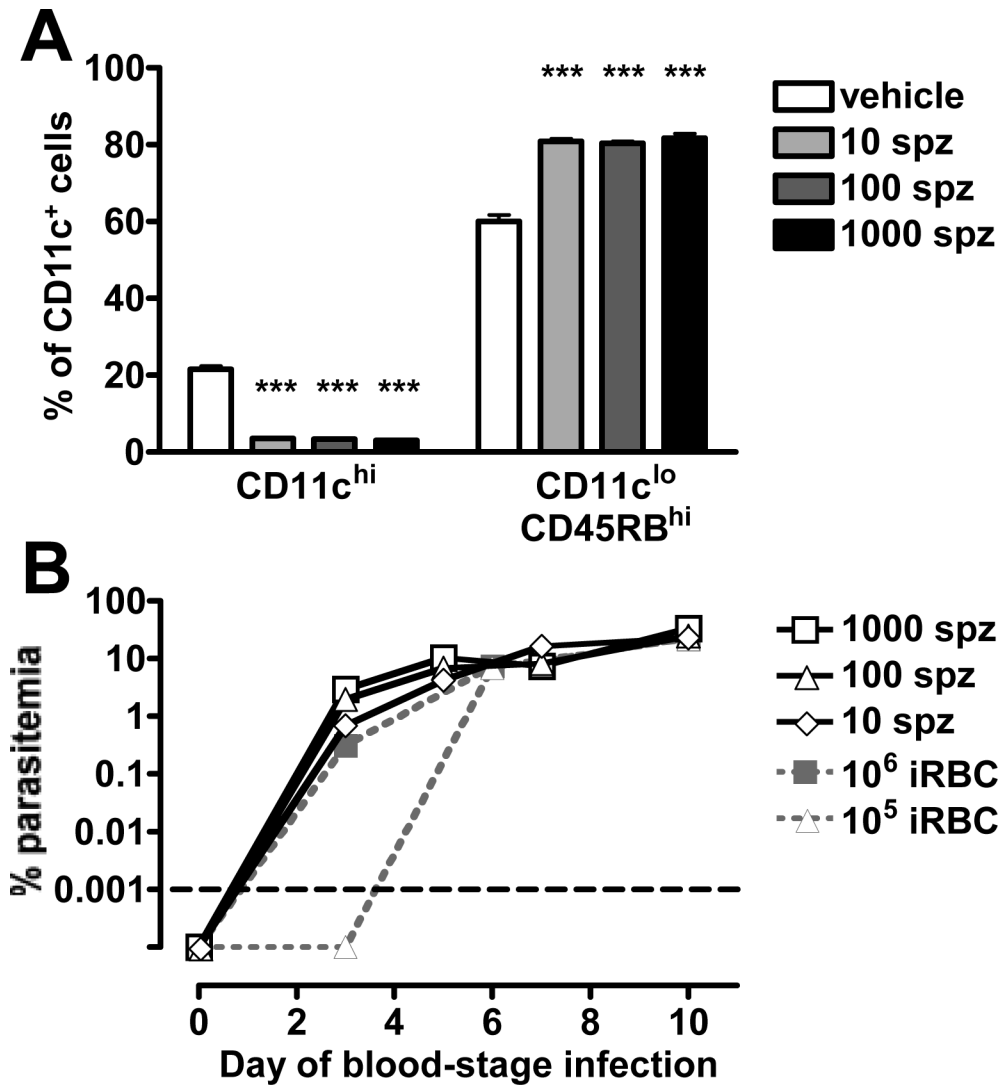 A
100
80
60
40
20
0
% of CD11c⁺ cells
*** *** ***
*** *** ***
CD11cʰⁱ
CD11cˡᵒ
CD45RBʰⁱ
vehicle
10 spz
100 spz
1000 spz
B
100
10
1
0.1
0.01
0.001
% parasitemia
0 2 4 6 8 10
Day of blood-stage infection
1000 spz
100 spz
10 spz
10⁶ iRBC
10⁵ iRBC